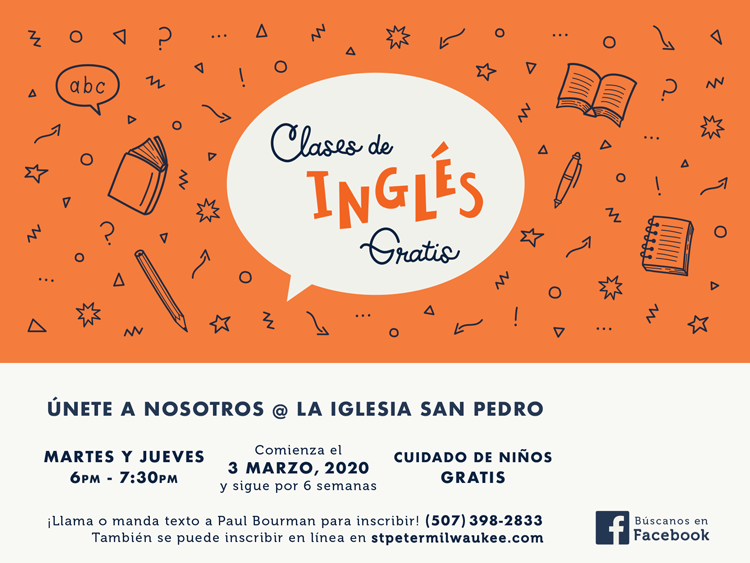 abc
Clases de
INGLÉS
Gratis
ÚNETE A NOSOTROS @ LA IGLESIA SAN PEDRO
MARTES Y JUEVES
6PM - 7:30PM
Comienza el
3 MARZO, 2020
y sigue por 6 semanas
CUIDADO DE NIÑOS
GRATIS
¡Llama o manda texto a Paul Bourman para inscribir! (507) 398-2833
También se puede inscribir en línea en stpetermilwaukee.com
Búscanos en
Facebook